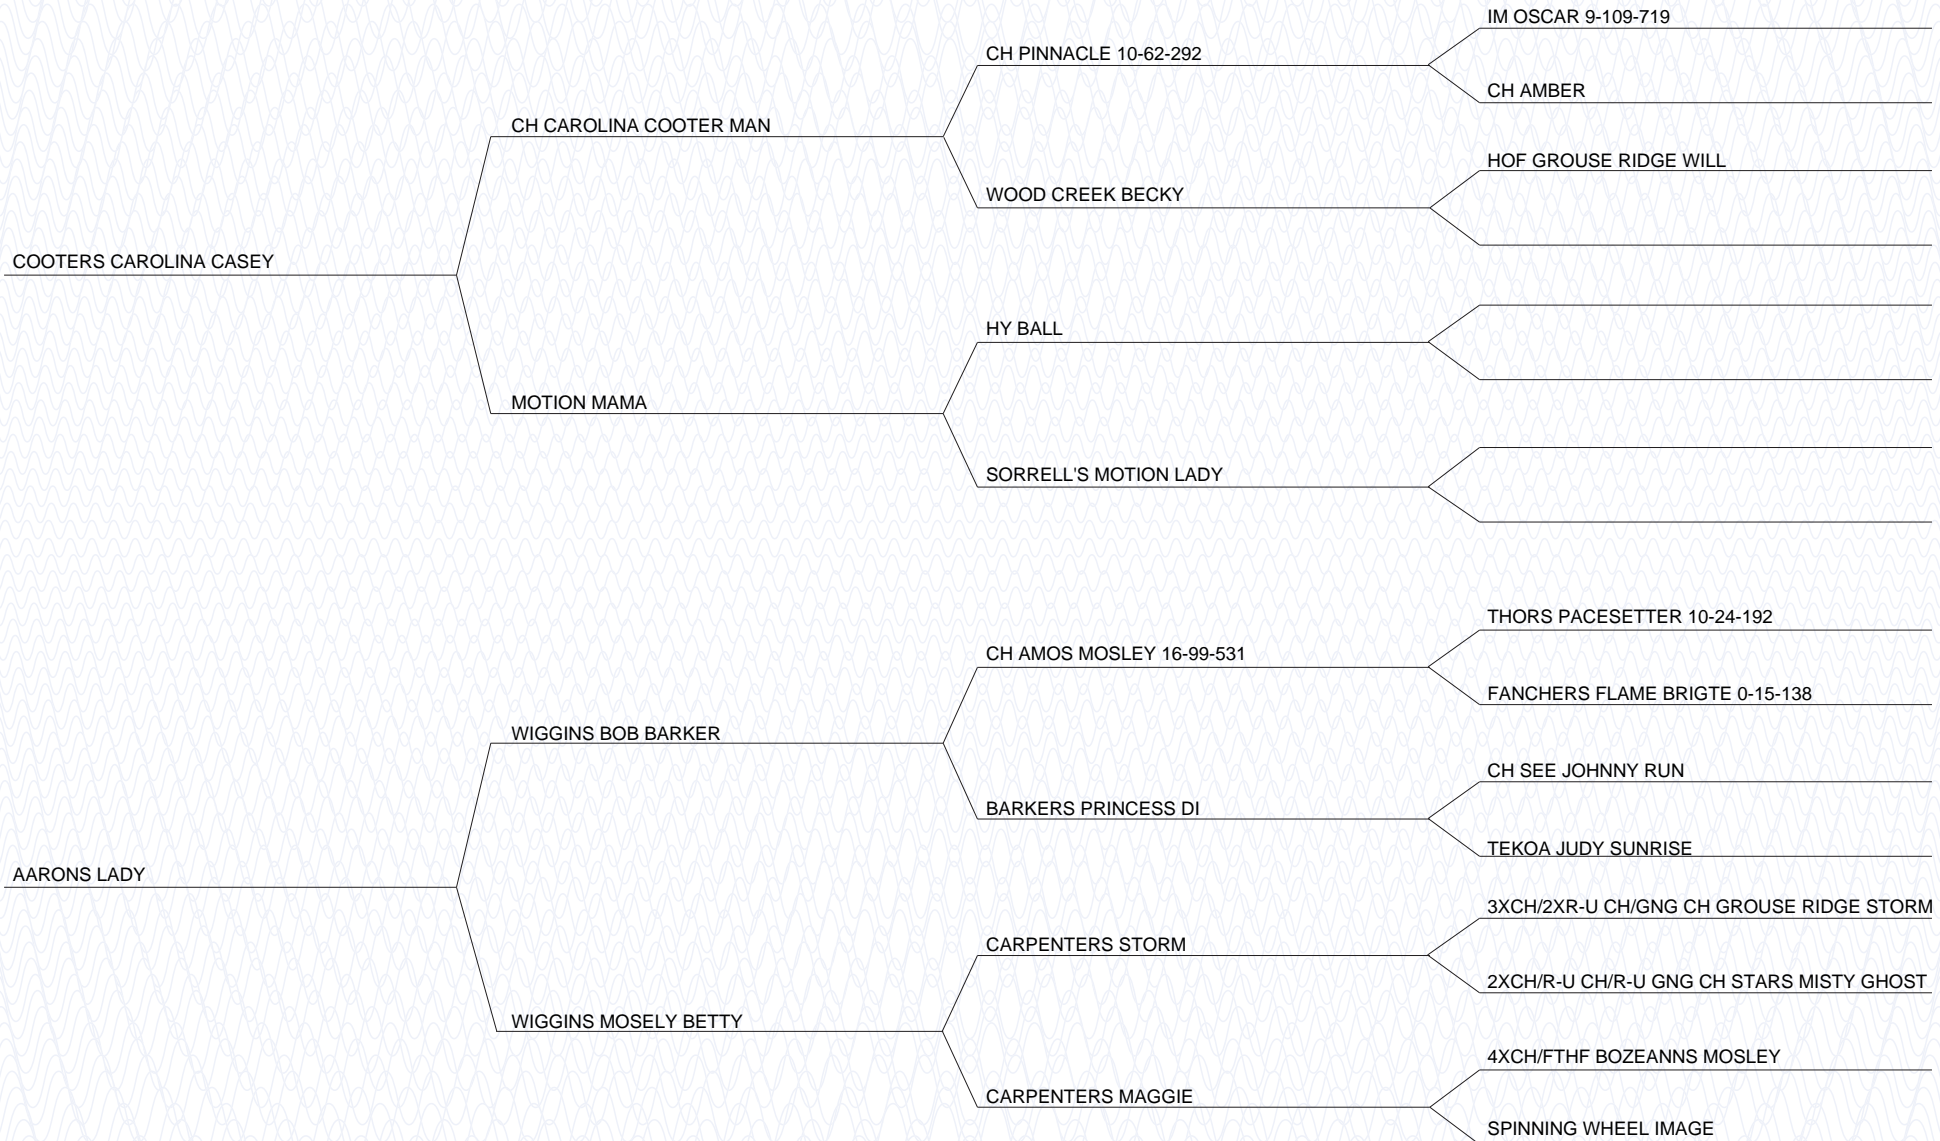 IM OSCAR 9-109-719
CH PINNACLE 10-62-292
CH AMBER
CH CAROLINA COOTER MAN
HOF GROUSE RIDGE WILL
WOOD CREEK BECKY
COOTERS CAROLINA CASEY
HY BALL
MOTION MAMA
SORRELL'S MOTION LADY
THORS PACESETTER 10-24-192
CH AMOS MOSLEY 16-99-531
FANCHERS FLAME BRIGTE 0-15-138
WIGGINS BOB BARKER
CH SEE JOHNNY RUN
BARKERS PRINCESS DI
TEKOA JUDY SUNRISE
AARONS LADY
3XCH/2XR-U CH/GNG CH GROUSE RIDGE STORM
CARPENTERS STORM
2XCH/R-U CH/R-U GNG CH STARS MISTY GHOST
WIGGINS MOSELY BETTY
4XCH/FTHF BOZEANNS MOSLEY
CARPENTERS MAGGIE
SPINNING WHEEL IMAGE